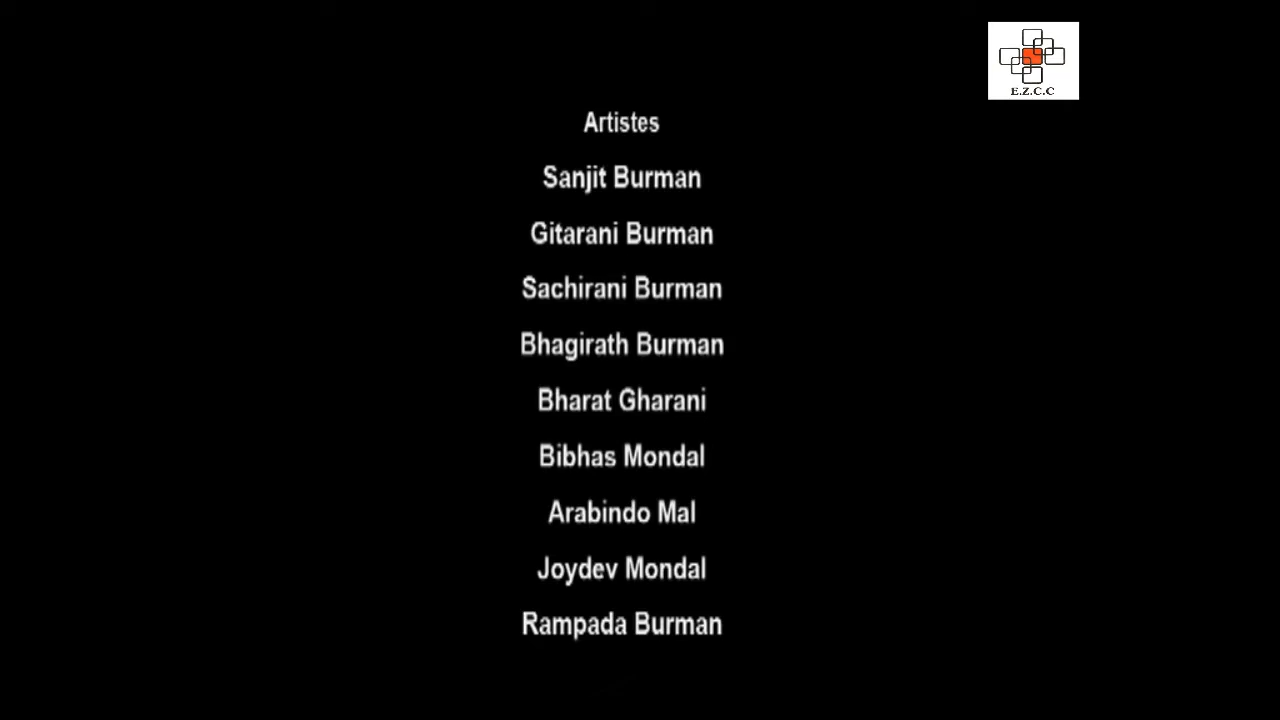 E.Z.C.C
Artistes
Sanjit Burman
Gitarani Burman
Sachirani Burman
Bhagirath Burman
Bharat Gharani
Bibhas Mondal
Arabindo Mal
Joydev Mondal
Rampada Burman